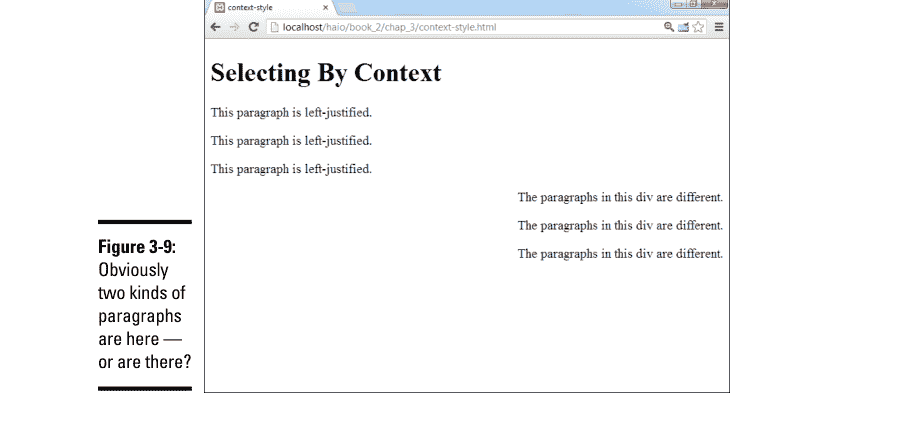 context-style
localhost/haio/book_2/chap_3/context-style.html
Selecting By Context
This paragraph is left-justified.
This paragraph is left-justified.
This paragraph is left-justified.
The paragraphs in this div are different.
The paragraphs in this div are different.
The paragraphs in this div are different.
Figure 3-9:
Obviously
two kinds of
paragraphs
are here —
or are there?